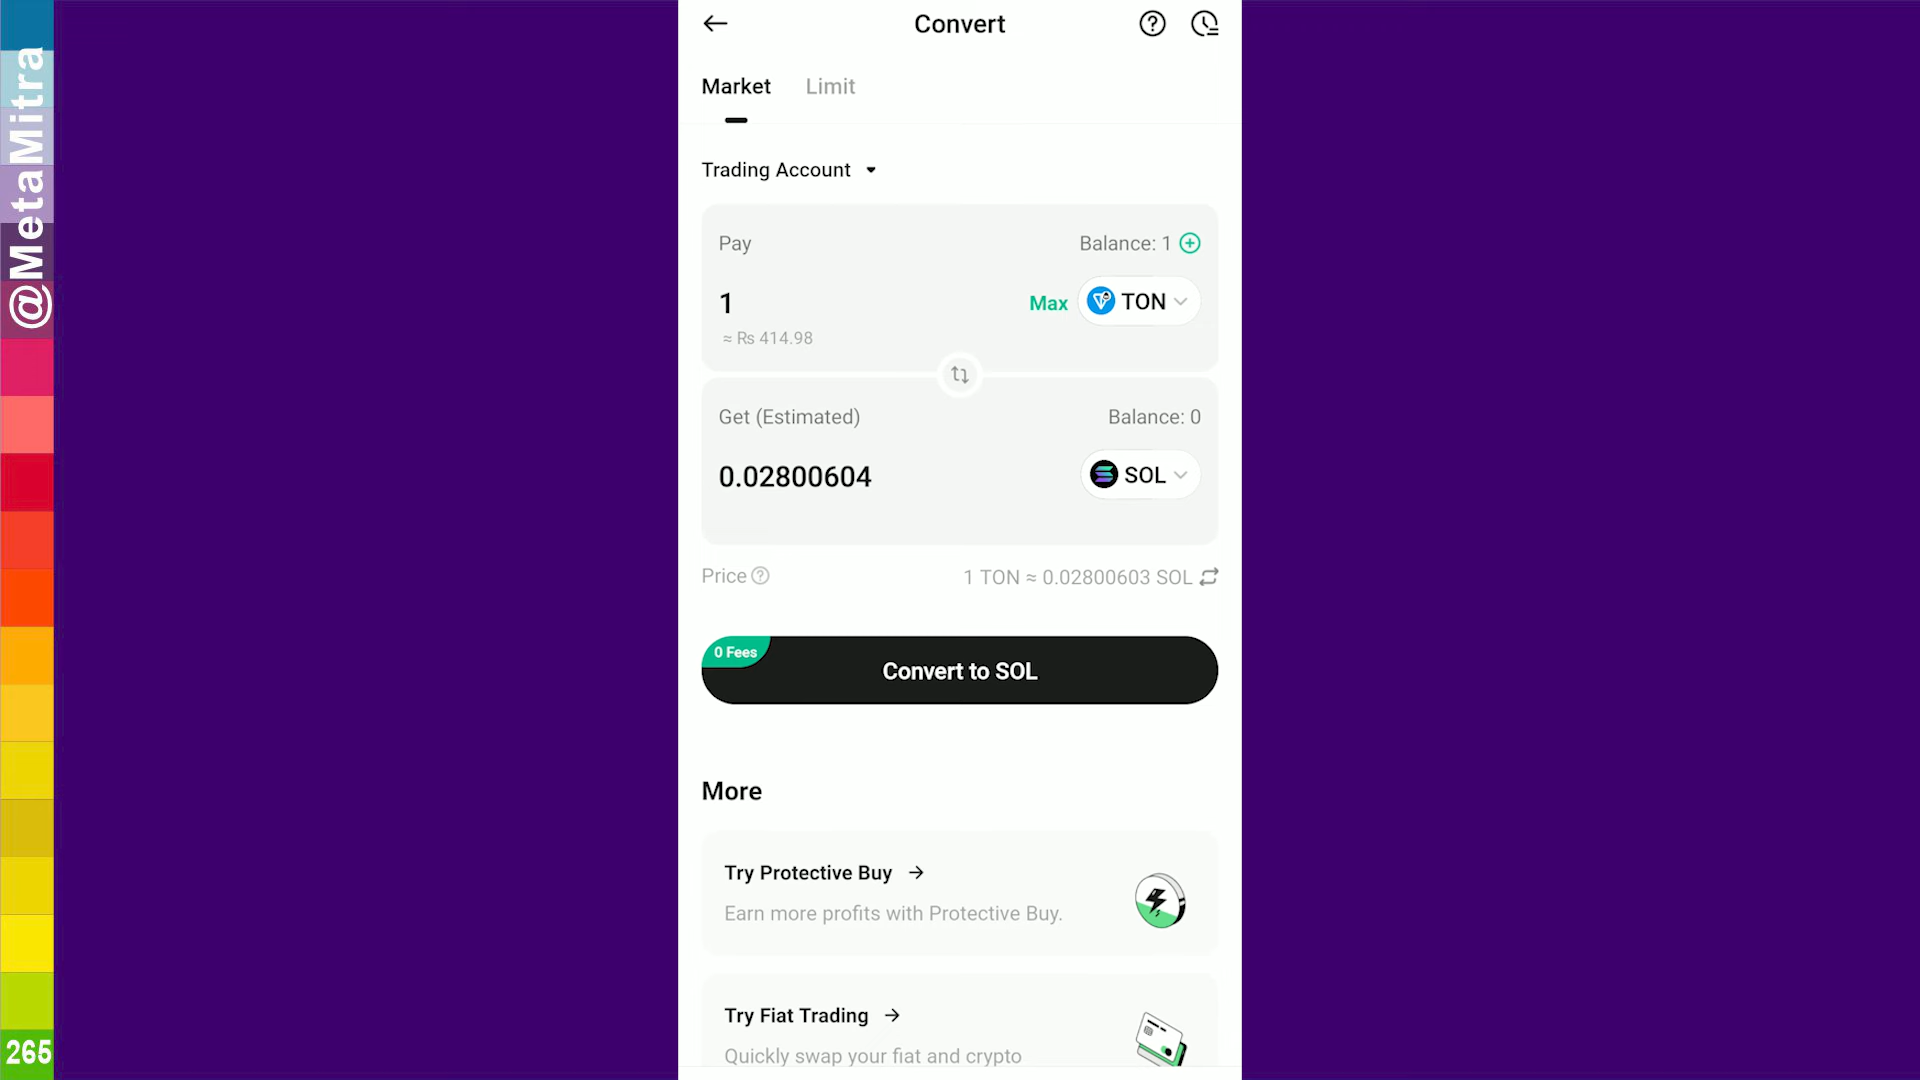 @MetaMitra
265
Convert
Market Limit
Trading Account
Pay Balance: 1
1 Max TON
≈ Rs 414.98
Get (Estimated) Balance: 0
0.02800604 SOL
Price 1 TON ≈ 0.02800603 SOL
0 Fees
Convert to SOL
More
Try Protective Buy →
Earn more profits with Protective Buy.
Try Fiat Trading →
Quickly swap your fiat and crypto